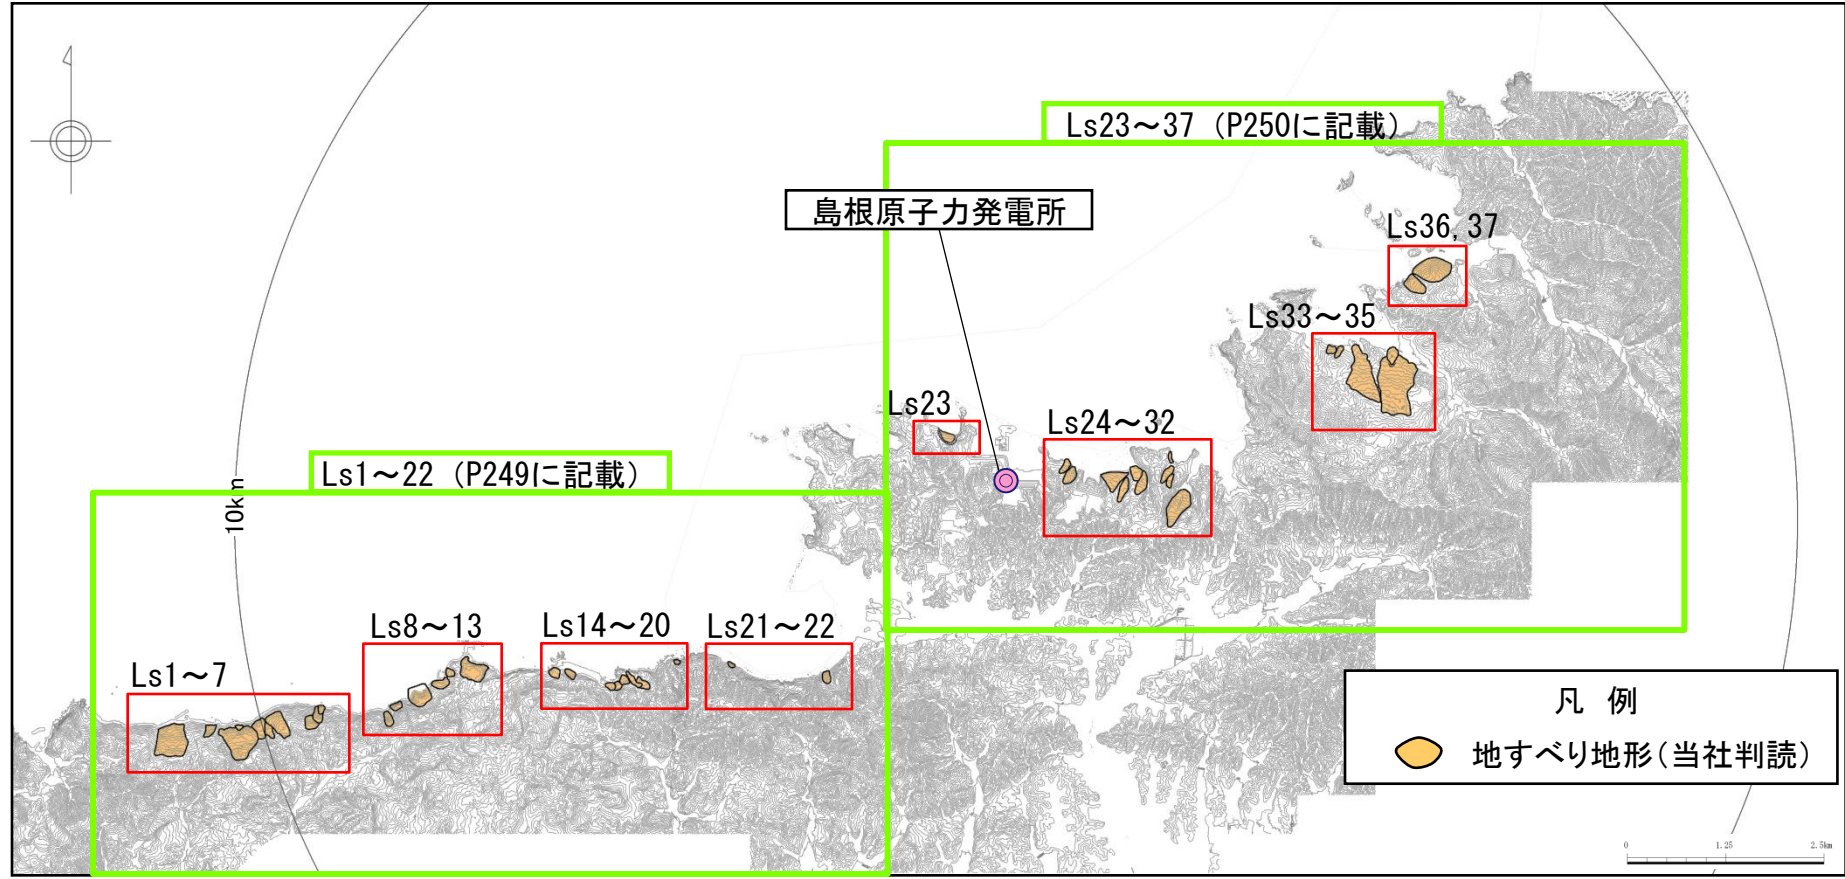 Ls23～37 (P250に記載)
島根原子力発電所
Ls36, 37
Ls33～35
Ls23
Ls24～32
Ls1～22 (P249に記載)
10km
Ls8～13
Ls14～20
Ls21～22
Ls1～7
凡 例
地すべり地形(当社判読)
0 1.25 2.5km